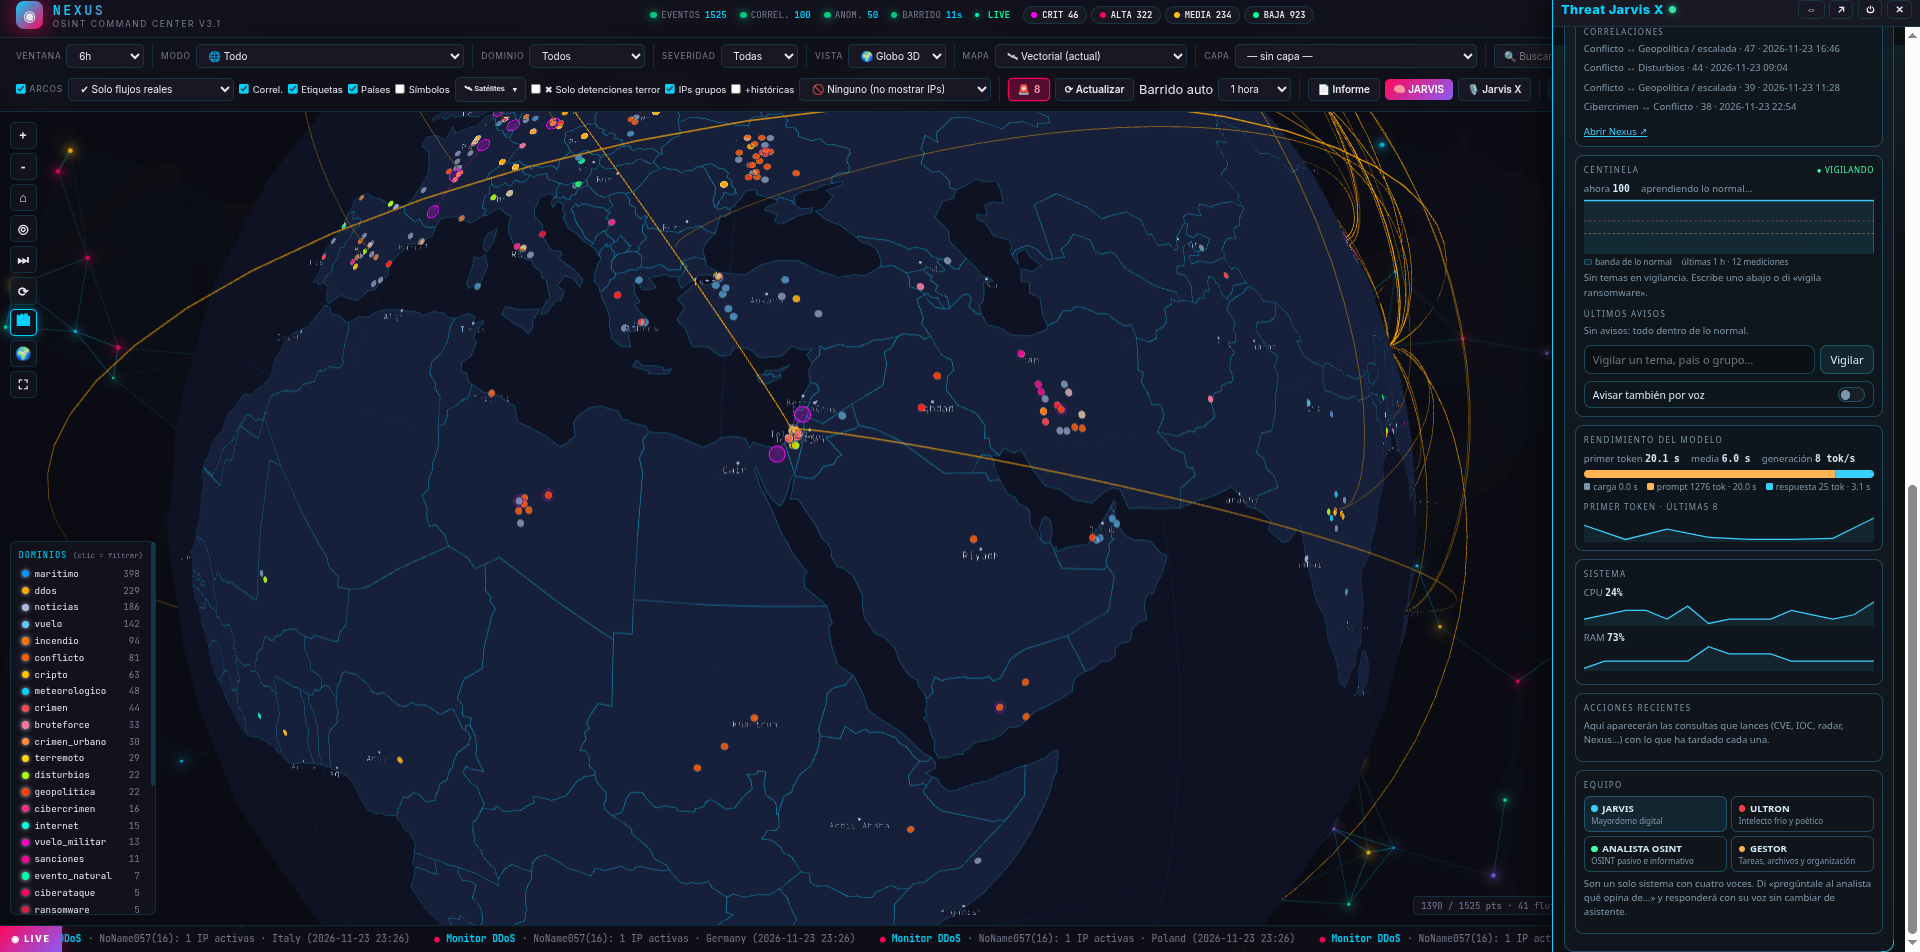 NEXUS
OSINT COMMAND CENTER V3.1
EVENTOS 1525 CORREL. 100 ANOM. 50 BARRIDO 11s LIVE CRIT 46 ALTA 322 MEDIA 234 BAJA 923
VENTANA 6h MODO Todo DOMINIO Todos SEVERIDAD Todas VISTA Globo 3D MAPA Vectorial (actual) CAPA — sin capa — Buscar
ARCOS ✔ Solo flujos reales Correl. Etiquetas Países Símbolos Satélites ✖ Solo detenciones terror IPs grupos +históricas Ninguno (no mostrar IPs) 8 Actualizar Barrido auto 1 hora Informe JARVIS Jarvis X
+
-
Cair
Riyadh
Khartoum
Addis Ababa
DOMINIOS (clic = filtrar)
maritimo 398
ddos 229
noticias 186
vuelo 142
incendio 94
conflicto 81
cripto 63
meteorologico 48
crimen 44
bruteforce 33
crimen_urbano 30
terremoto 29
disturbios 22
geopolitica 22
cibercrimen 16
internet 15
vuelo_militar 13
sanciones 11
evento_natural 7
ciberataque 5
ransomware 5
1390 / 1525 pts · 41 flu
LIVE DDoS · NoName057(16): 1 IP activas · Italy (2026-11-23 23:26) Monitor DDoS · NoName057(16): 1 IP activas · Germany (2026-11-23 23:26) Monitor DDoS · NoName057(16): 1 IP activas · Poland (2026-11-23 23:26) Monitor DDoS · NoName057(16): 1 IP act
Threat Jarvis X
CORRELACIONES
Conflicto ↔ Geopolítica / escalada · 47 · 2026-11-23 16:46
Conflicto ↔ Disturbios · 44 · 2026-11-23 09:04
Conflicto ↔ Geopolítica / escalada · 39 · 2026-11-23 11:28
Cibercrimen ↔ Conflicto · 38 · 2026-11-23 22:54
Abrir Nexus ↗
CENTINELA VIGILANDO
ahora 100 aprendiendo lo normal...
banda de lo normal últimas 1 h · 12 mediciones
Sin temas en vigilancia. Escribe uno abajo o di «vigila
ransomware».
ÚLTIMOS AVISOS
Sin avisos: todo dentro de lo normal.
Vigilar un tema, país o grupo... Vigilar
Avisar también por voz
RENDIMIENTO DEL MODELO
primer token 20.1 s media 6.0 s generación 8 tok/s
carga 0.0 s prompt 1276 tok · 20.0 s respuesta 25 tok · 3.1 s
PRIMER TOKEN · ÚLTIMAS 8
SISTEMA
CPU 24%
RAM 73%
ACCIONES RECIENTES
Aquí aparecerán las consultas que lances (CVE, IOC, radar,
Nexus...) con lo que ha tardado cada una.
EQUIPO
JARVIS
Mayordomo digital
ULTRON
Intelecto frío y poético
ANALISTA OSINT
OSINT pasivo e informativo
GESTOR
Tareas, archivos y organización
Son un solo sistema con cuatro voces. Di «pregúntale al analista
qué opina de...» y responderá con su voz sin cambiar de
asistente.